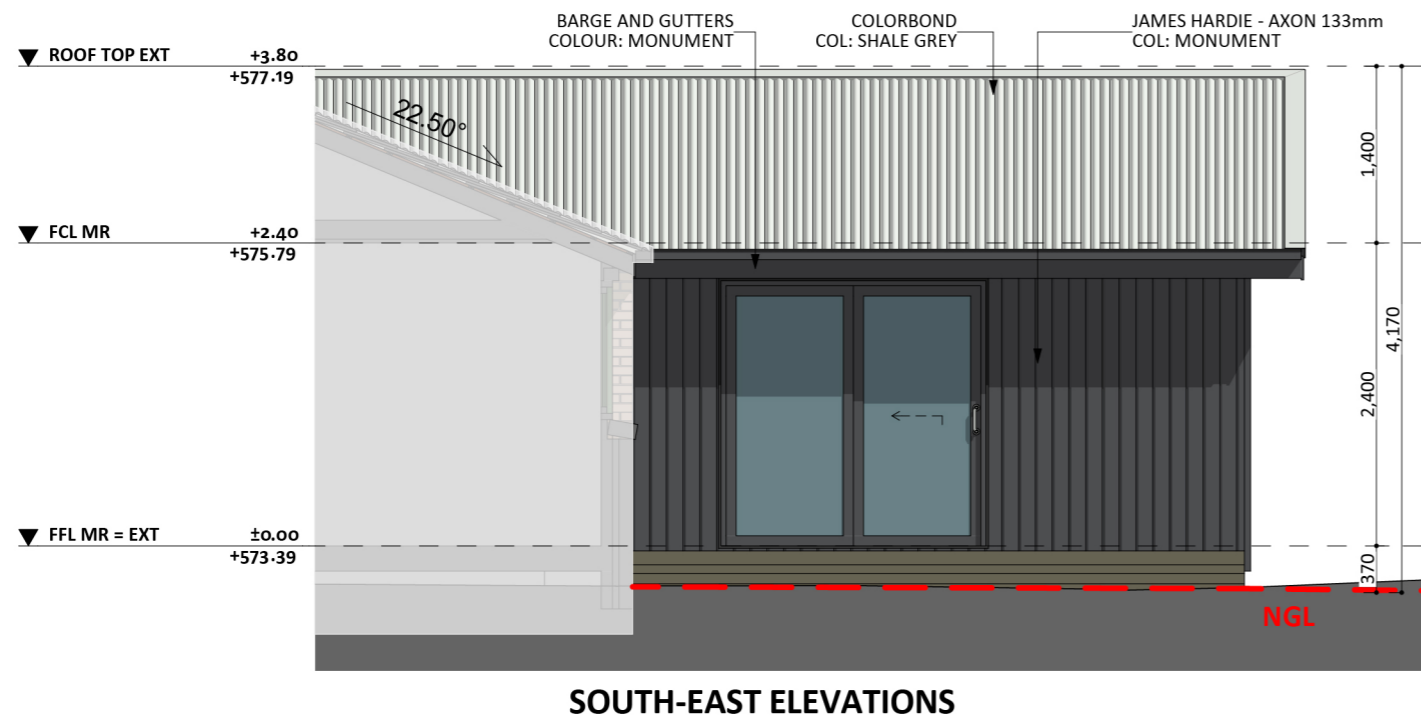 BARGE AND GUTTERS
COLOUR: MONUMENT
COLORBOND
COL: SHALE GREY
JAMES HARDIE - AXON 133mm
COL: MONUMENT
ROOF TOP EXT +3.80
+577.19
22.50°
1,400
FCL MR +2.40
+575.79
4,170
2,400
FFL MR = EXT ±0.00
+573.39
370
NGL
SOUTH-EAST ELEVATIONS